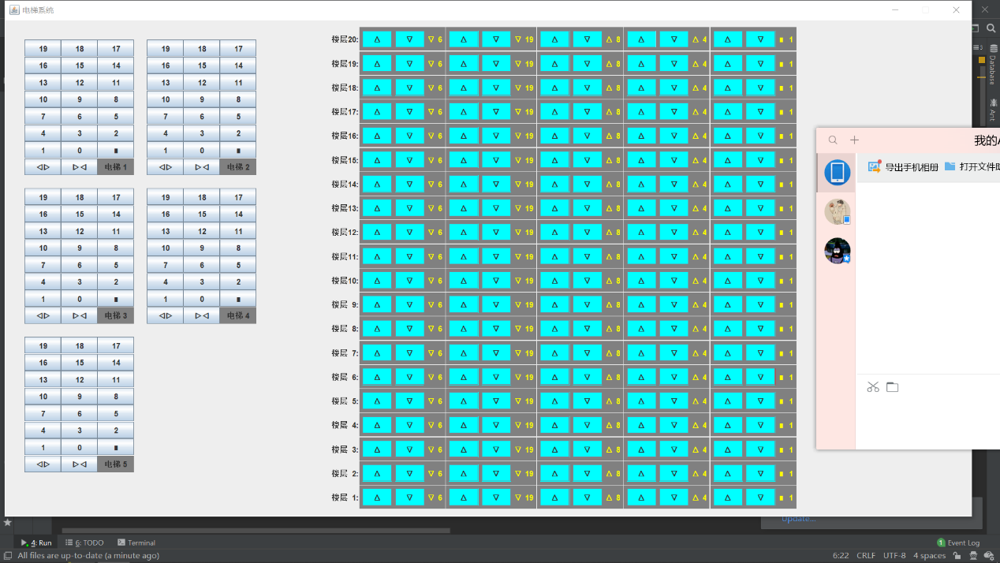 电梯系统
19 18 17
16 15 14
13 12 11
10 9 8
7 6 5
4 3 2
1 0 ■
◁▷ ▷◁ 电梯 1
19 18 17
16 15 14
13 12 11
10 9 8
7 6 5
4 3 2
1 0 ■
◁▷ ▷◁ 电梯 2
19 18 17
16 15 14
13 12 11
10 9 8
7 6 5
4 3 2
1 0 ■
◁▷ ▷◁ 电梯 3
19 18 17
16 15 14
13 12 11
10 9 8
7 6 5
4 3 2
1 0 ■
◁▷ ▷◁ 电梯 4
19 18 17
16 15 14
13 12 11
10 9 8
7 6 5
4 3 2
1 0 ■
◁▷ ▷◁ 电梯 5
楼层20: △ ▽ ▽ 6 △ ▽ ▽ 19 △ ▽ △ 8 △ ▽ △ 4 △ ▽ ■ 1
楼层19: △ ▽ ▽ 6 △ ▽ ▽ 19 △ ▽ △ 8 △ ▽ △ 4 △ ▽ ■ 1
楼层18: △ ▽ ▽ 6 △ ▽ ▽ 19 △ ▽ △ 8 △ ▽ △ 4 △ ▽ ■ 1
楼层17: △ ▽ ▽ 6 △ ▽ ▽ 19 △ ▽ △ 8 △ ▽ △ 4 △ ▽ ■ 1
楼层16: △ ▽ ▽ 6 △ ▽ ▽ 19 △ ▽ △ 8 △ ▽ △ 4 △ ▽ ■ 1
楼层15: △ ▽ ▽ 6 △ ▽ ▽ 19 △ ▽ △ 8 △ ▽ △ 4 △ ▽ ■ 1
楼层14: △ ▽ ▽ 6 △ ▽ ▽ 19 △ ▽ △ 8 △ ▽ △ 4 △ ▽ ■ 1
楼层13: △ ▽ ▽ 6 △ ▽ ▽ 19 △ ▽ △ 8 △ ▽ △ 4 △ ▽ ■ 1
楼层12: △ ▽ ▽ 6 △ ▽ ▽ 19 △ ▽ △ 8 △ ▽ △ 4 △ ▽ ■ 1
楼层11: △ ▽ ▽ 6 △ ▽ ▽ 19 △ ▽ △ 8 △ ▽ △ 4 △ ▽ ■ 1
楼层10: △ ▽ ▽ 6 △ ▽ ▽ 19 △ ▽ △ 8 △ ▽ △ 4 △ ▽ ■ 1
楼层 9: △ ▽ ▽ 6 △ ▽ ▽ 19 △ ▽ △ 8 △ ▽ △ 4 △ ▽ ■ 1
楼层 8: △ ▽ ▽ 6 △ ▽ ▽ 19 △ ▽ △ 8 △ ▽ △ 4 △ ▽ ■ 1
楼层 7: △ ▽ ▽ 6 △ ▽ ▽ 19 △ ▽ △ 8 △ ▽ △ 4 △ ▽ ■ 1
楼层 6: △ ▽ ▽ 6 △ ▽ ▽ 19 △ ▽ △ 8 △ ▽ △ 4 △ ▽ ■ 1
楼层 5: △ ▽ ▽ 6 △ ▽ ▽ 19 △ ▽ △ 8 △ ▽ △ 4 △ ▽ ■ 1
楼层 4: △ ▽ ▽ 6 △ ▽ ▽ 19 △ ▽ △ 8 △ ▽ △ 4 △ ▽ ■ 1
楼层 3: △ ▽ ▽ 6 △ ▽ ▽ 19 △ ▽ △ 8 △ ▽ △ 4 △ ▽ ■ 1
楼层 2: △ ▽ ▽ 6 △ ▽ ▽ 19 △ ▽ △ 8 △ ▽ △ 4 △ ▽ ■ 1
楼层 1: △ ▽ ▽ 6 △ ▽ ▽ 19 △ ▽ △ 8 △ ▽ △ 4 △ ▽ ■ 1
Database
Ant
我的
导出手机相册 打开文件
Update...
4: Run 6: TODO Terminal 1 Event Log
All files are up-to-date (a minute ago) 6:22 CRLF UTF-8 4 spaces